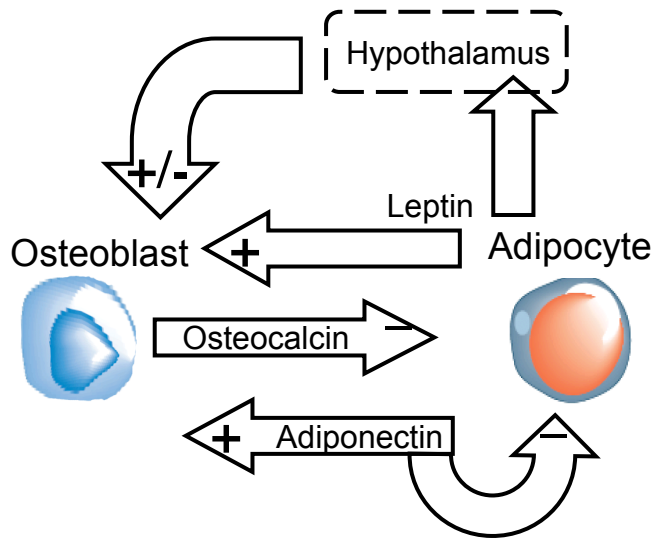 Hypothalamus
+/-
Leptin
Osteoblast
+
Adipocyte
Osteocalcin
−
+
Adiponectin
−